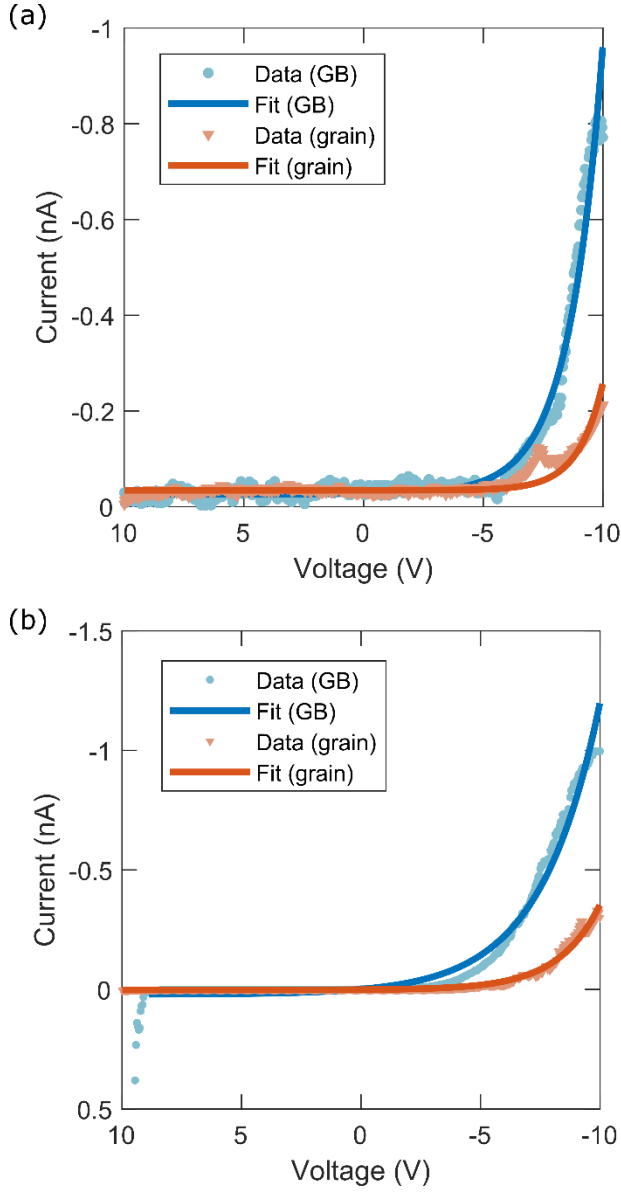 (a)
-1
-0.8
-0.6
-0.4
-0.2
0
Current (nA)
Data (GB)
Fit (GB)
Data (grain)
Fit (grain)
10 5 0 -5 -10
Voltage (V)
(b)
-1.5
-1
-0.5
0
0.5
Current (nA)
Data (GB)
Fit (GB)
Data (grain)
Fit (grain)
10 5 0 -5 -10
Voltage (V)